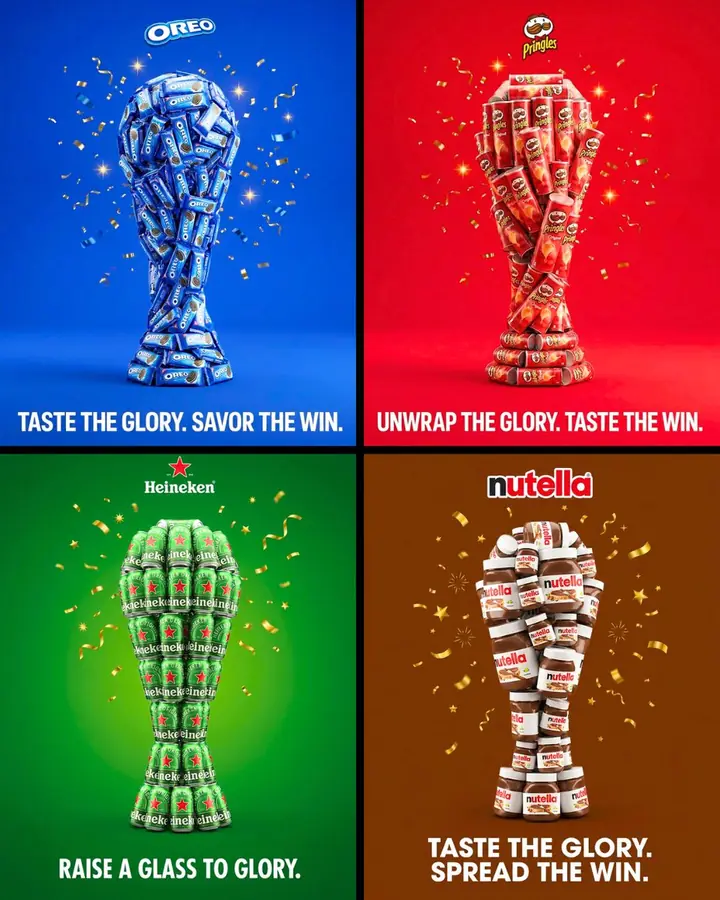 OREO
TASTE THE GLORY. SAVOR THE WIN.
Pringles
UNWRAP THE GLORY. TASTE THE WIN.
Heineken
RAISE A GLASS TO GLORY.
nutella
TASTE THE GLORY.
SPREAD THE WIN.